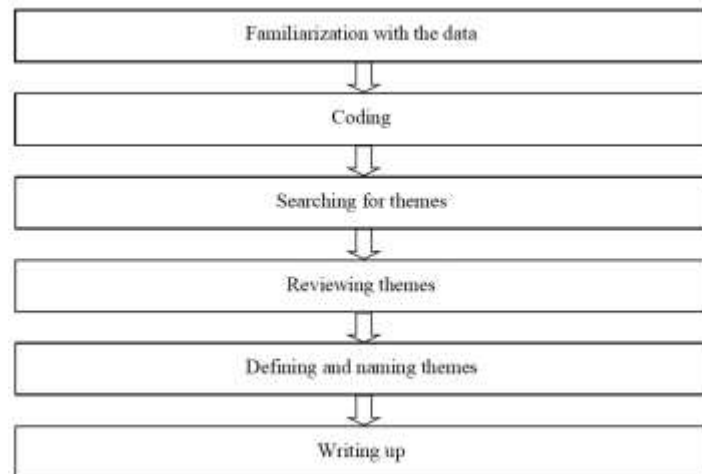 Familiarization with the data
Coding
Searching for themes
Reviewing themes
Defining and naming themes
Writing up